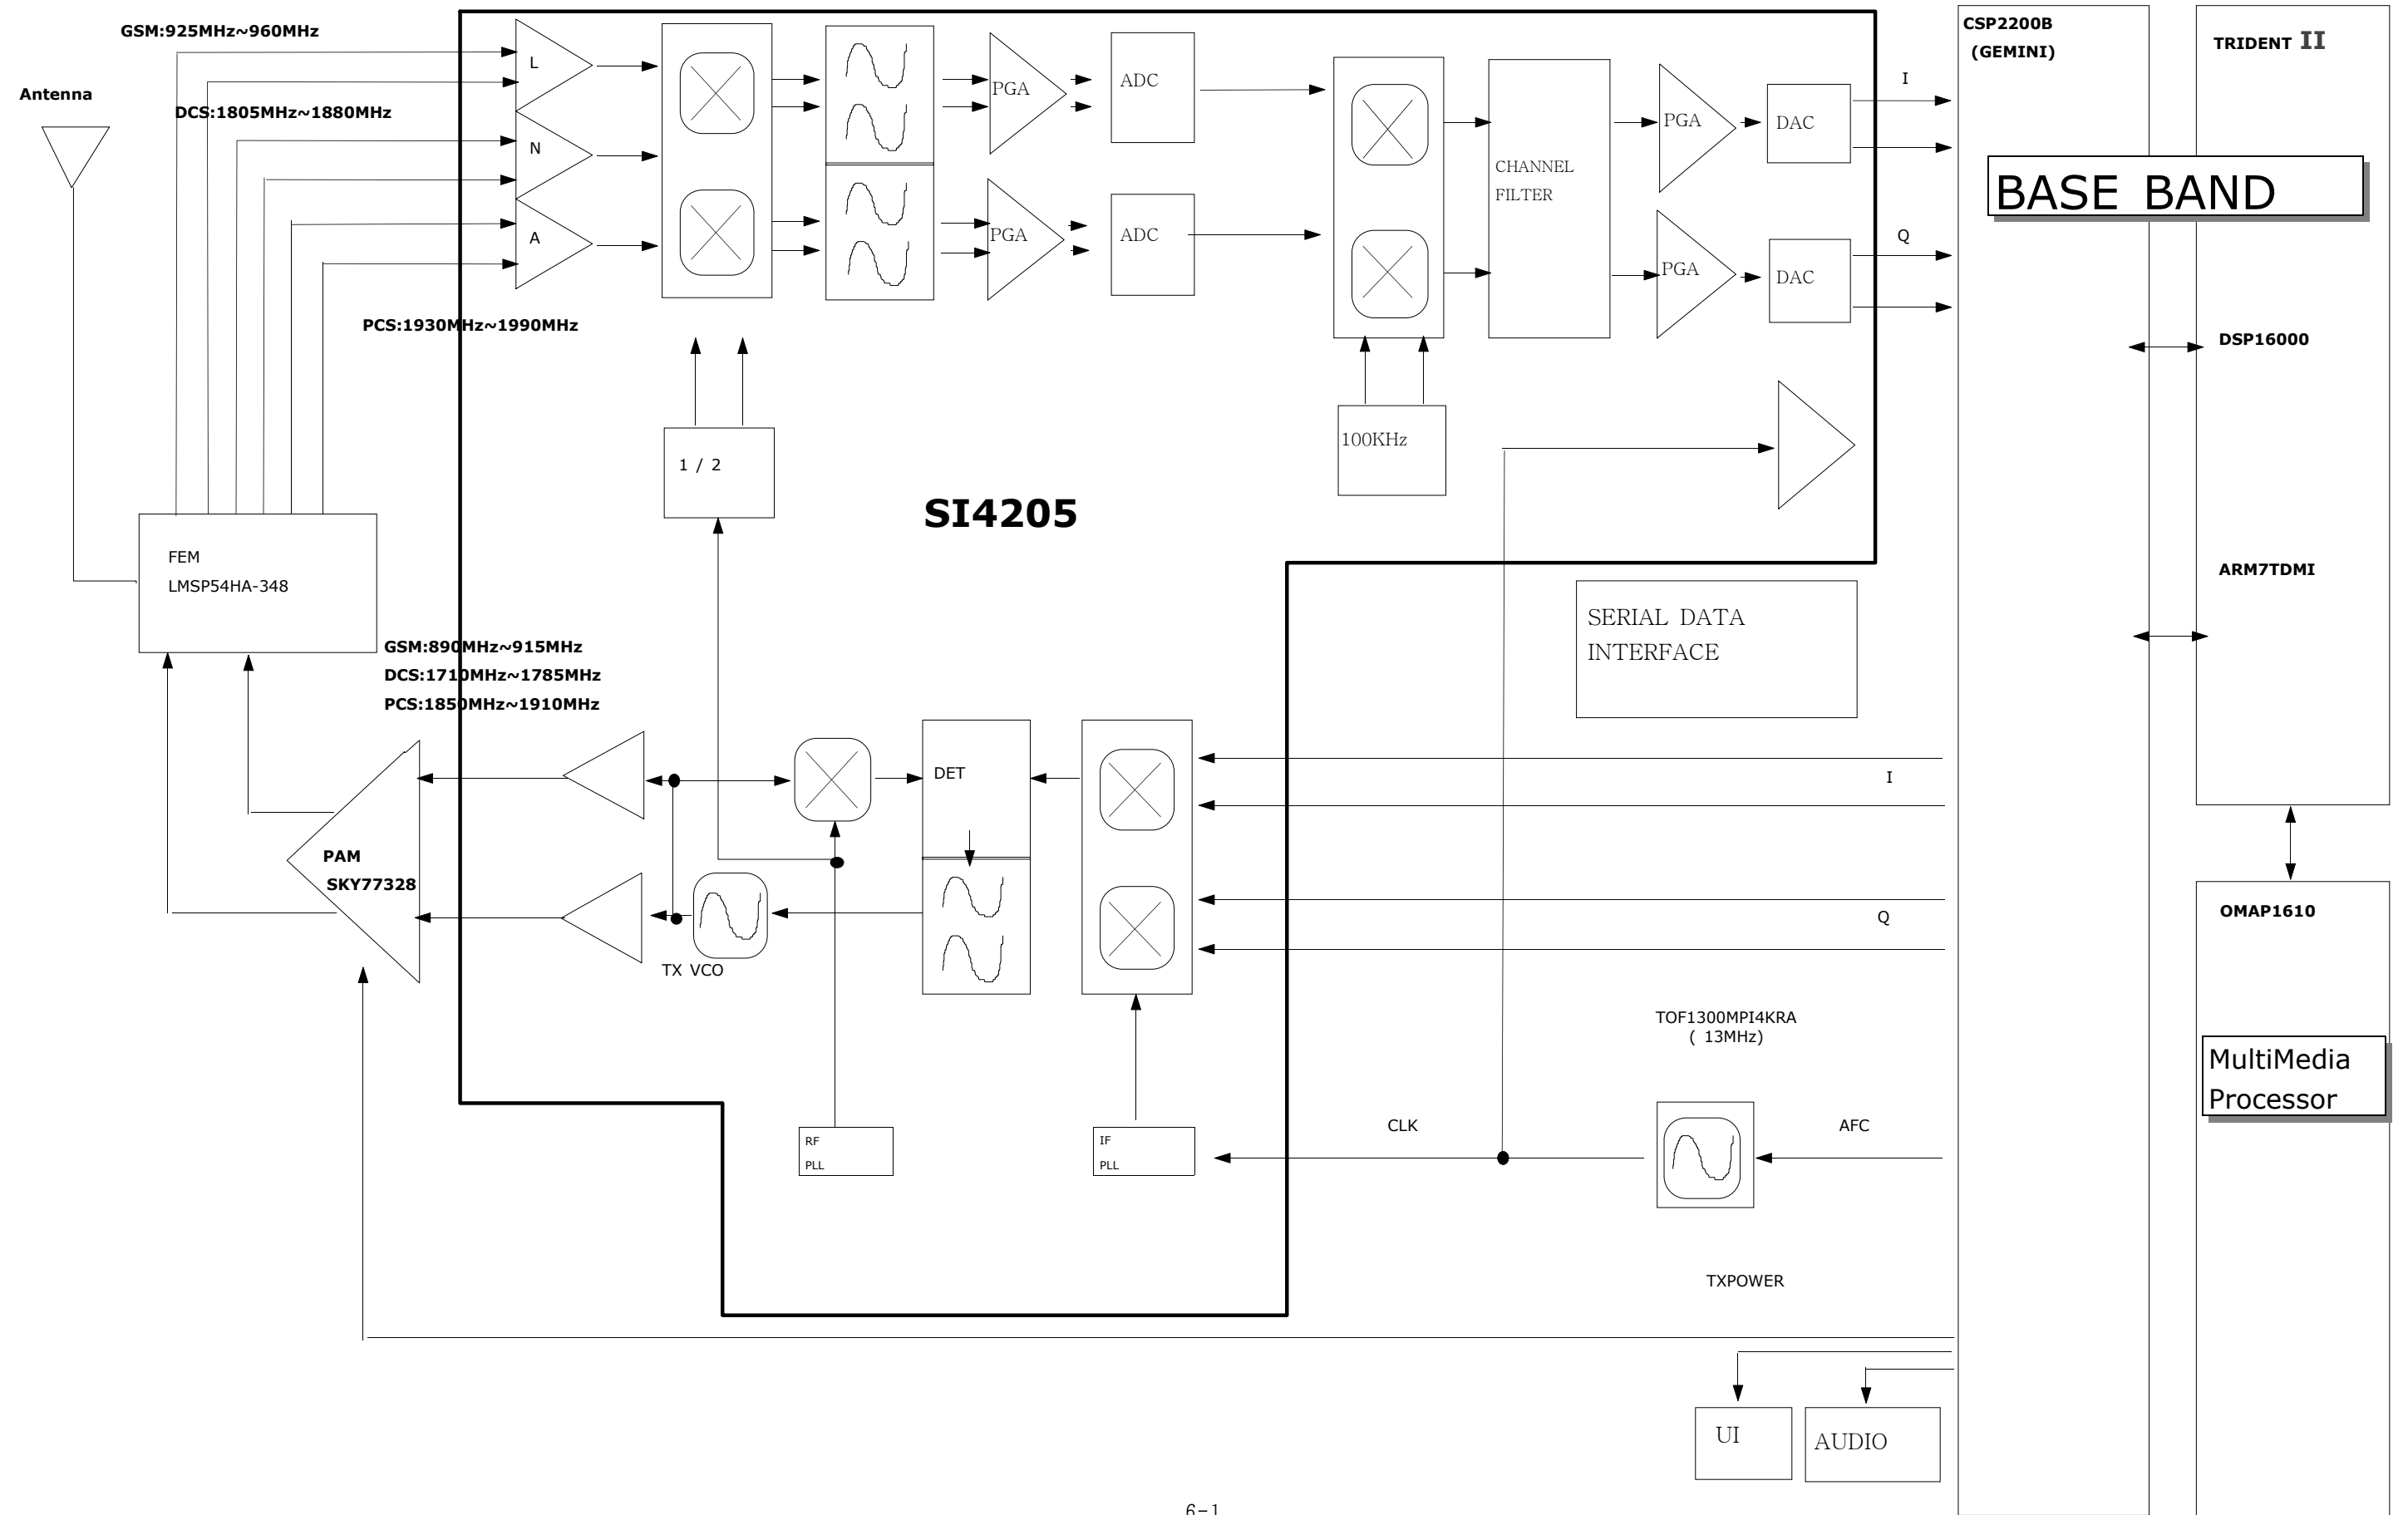 GSM:925MHz~960MHz
Antenna
DCS:1805MHz~1880MHz
L
N
A
PCS:1930MHz~1990MHz
PGA
PGA
ADC
ADC
CHANNEL
FILTER
PGA
PGA
DAC
DAC
I
Q
CSP2200B
(GEMINI)
TRIDENT II
BASE BAND
DSP16000
ARM7TDMI
1 / 2
100KHz
SI4205
FEM
LMSP54HA-348
SERIAL DATA
INTERFACE
GSM:890MHz~915MHz
DCS:1710MHz~1785MHz
PCS:1850MHz~1910MHz
DET
I
Q
PAM
SKY77328
TX VCO
OMAP1610
MultiMedia
Processor
TOF1300MPI4KRA
( 13MHz)
RF
PLL
IF
PLL
CLK
AFC
TXPOWER
UI
AUDIO
6-1